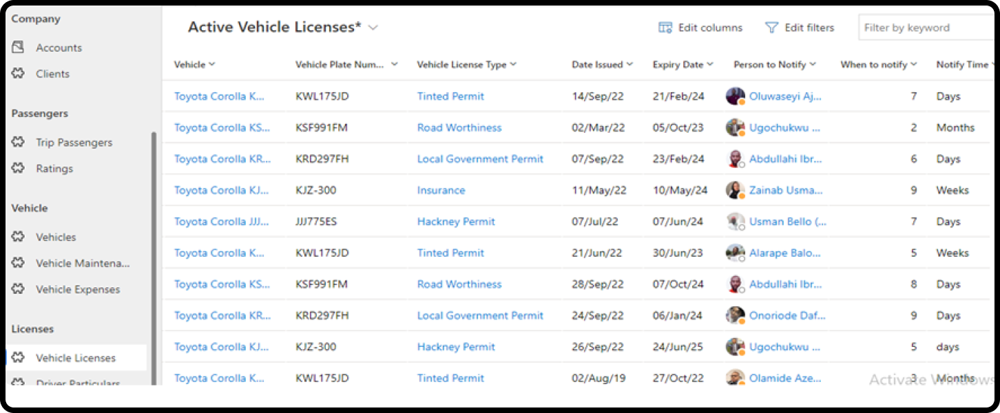 Company
Accounts
Clients
Passengers
Trip Passengers
Ratings
Vehicle
Vehicles
Vehicle Maintena...
Vehicle Expenses
Licenses
Vehicle Licenses
Driver Particulars
Active Vehicle Licenses*
Edit columns Edit filters Filter by keyword
Vehicle Vehicle Plate Num... Vehicle License Type Date Issued Expiry Date Person to Notify When to notify Notify Time
Toyota Corolla K... KWL175JD Tinted Permit 14/Sep/22 21/Feb/24 Oluwaseyi Aj... 7 Days
Toyota Corolla KS... KSF991FM Road Worthiness 02/Mar/22 05/Oct/23 Ugochukwu ... 2 Months
Toyota Corolla KR... KRD297FH Local Government Permit 07/Sep/22 23/Feb/24 Abdullahi Ibr... 6 Days
Toyota Corolla KJ... KJZ-300 Insurance 11/May/22 10/May/24 Zainab Usma... 9 Weeks
Toyota Corolla JJJ... JJJ775ES Hackney Permit 07/Jul/22 07/Jun/24 Usman Bello (... 7 Days
Toyota Corolla K... KWL175JD Tinted Permit 21/Jun/22 30/Jun/23 Alarape Balo... 5 Weeks
Toyota Corolla KS... KSF991FM Road Worthiness 28/Sep/22 07/Oct/24 Abdullahi Ibr... 8 Days
Toyota Corolla KR... KRD297FH Local Government Permit 24/Sep/22 06/Jan/24 Onoriode Daf... 9 Days
Toyota Corolla KJ... KJZ-300 Hackney Permit 26/Sep/22 24/Jun/25 Ugochukwu ... 5 days
Toyota Corolla K... KWL175JD Tinted Permit 02/Aug/19 27/Oct/22 Olamide Aze... 3 Months
Activate Windows